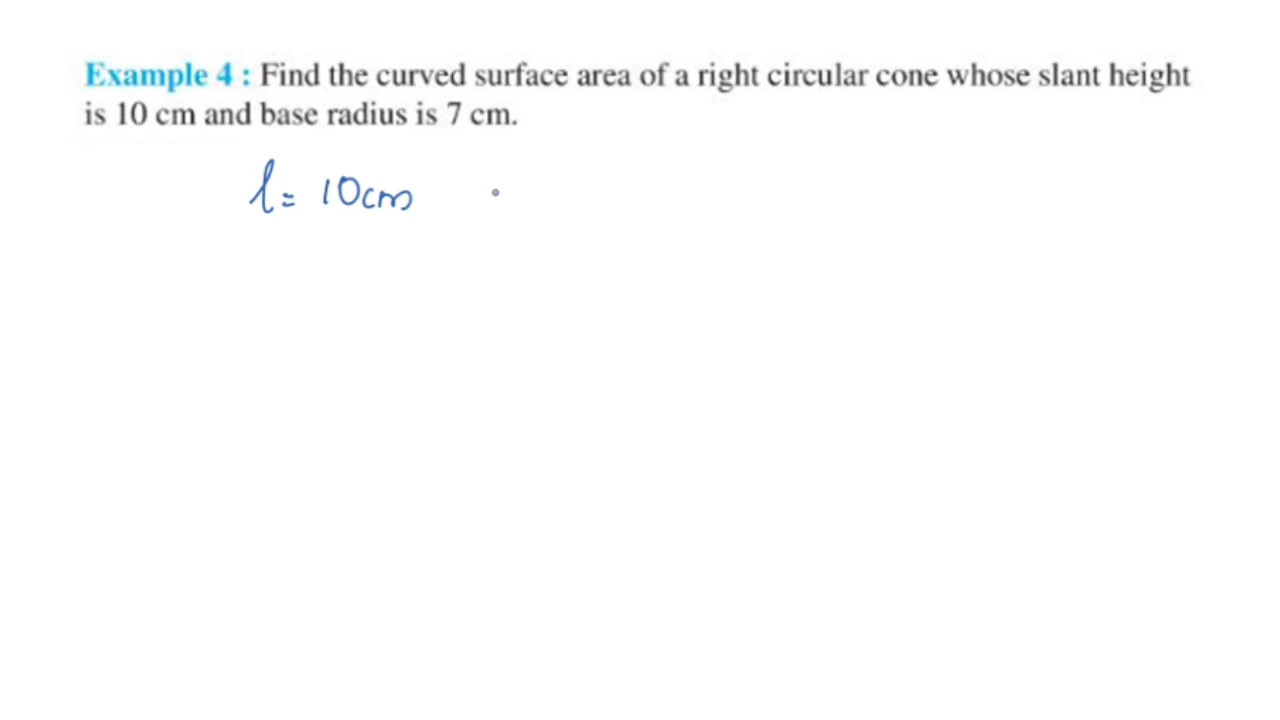 Example 4 : Find the curved surface area of a right circular cone whose slant height
is 10 cm and base radius is 7 cm.
l = 10cm